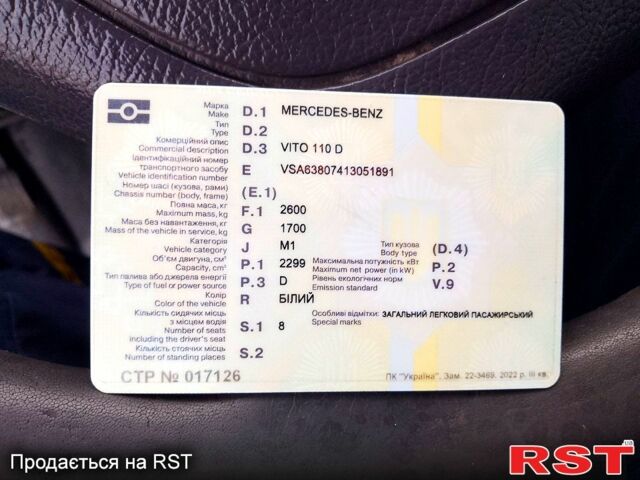 Марка
Make D.1 MERCEDES-BENZ
Тип
Type D.2
Комерційний опис
Commercial description D.3 VITO 110 D
Ідентифікаційний номер
транспортного засобу
Vehicle identification number E VSA63807413051891
Номер шасі (кузова, рами)
Chassis number (body, frame) (E.1)
Повна маса, кг
Maximum mass, kg F.1 2600
Маса без навантаження, кг
Mass of the vehicle in service, kg G 1700
Категорія
Vehicle category J M1 Тип кузова
Body type (D.4)
Об'єм двигуна, см³
Capacity, cm³ P.1 2299 Максимальна потужність кВт
Maximum net power (in kW) P.2
Тип палива або джерела енергії
Type of fuel or power source P.3 D Рівень екологічних норм
Emission standard V.9
Колір
Color of the vehicle R БІЛИЙ
Кількість сидячих місць
з місцем водія
Number of seats
including the driver's seat S.1 8 Особливі відмітки: ЗАГАЛЬНИЙ ЛЕГКОВИЙ ПАСАЖИРСЬКИЙ
Special marks
Кількість стоячих місць
Number of standing places S.2
СТР № 017126
ПК "Україна". Зам. 22-3469. 2022 р. III кв.
Продається на RST
RST.UA